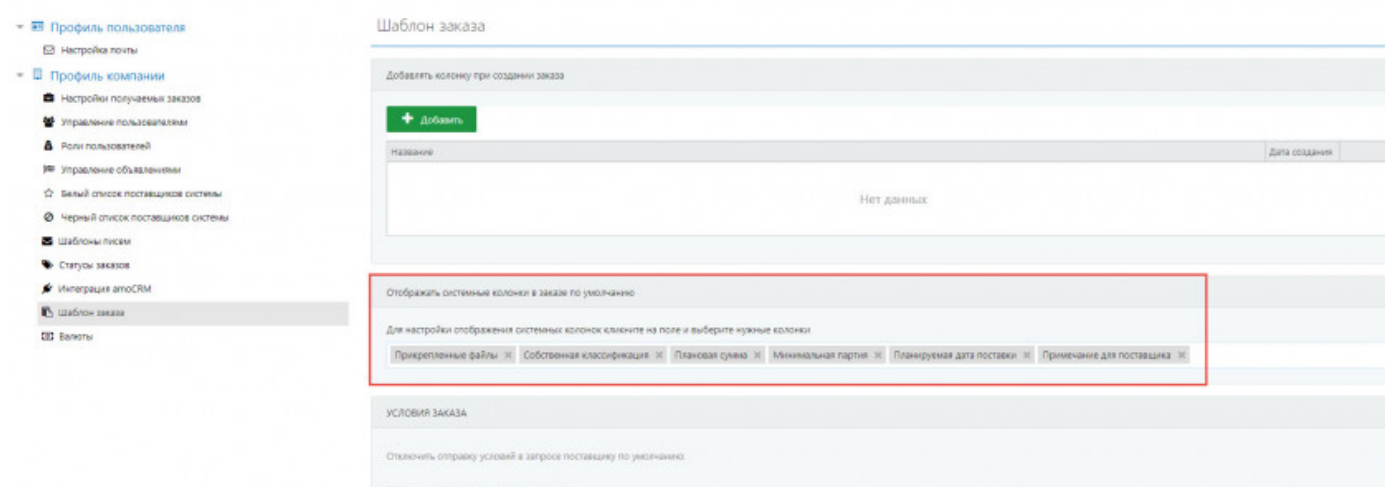 Профиль пользователя
Настройка почты
Профиль компании
Настройки получаемых заказов
Управление пользователями
Роли пользователей
Управление объявлениями
Белый список поставщиков системы
Черный список поставщиков системы
Шаблоны писем
Статусы заказов
Интеграция amoCRM
Шаблон заказа
Валюты
Шаблон заказа
Добавлять колонку при создании заказа
Добавить
Название Дата создания
Нет данных
Отображать системные колонки в заказе по умолчанию
Для настройки отображения системных колонок кликните на поле и выберите нужные колонки
Прикрепленные файлы Собственная классификация Плановая сумма Минимальная партия Планируемая дата поставки Примечание для поставщика
УСЛОВИЯ ЗАКАЗА
Отключить отправку условий в запросе поставщику по умолчанию: